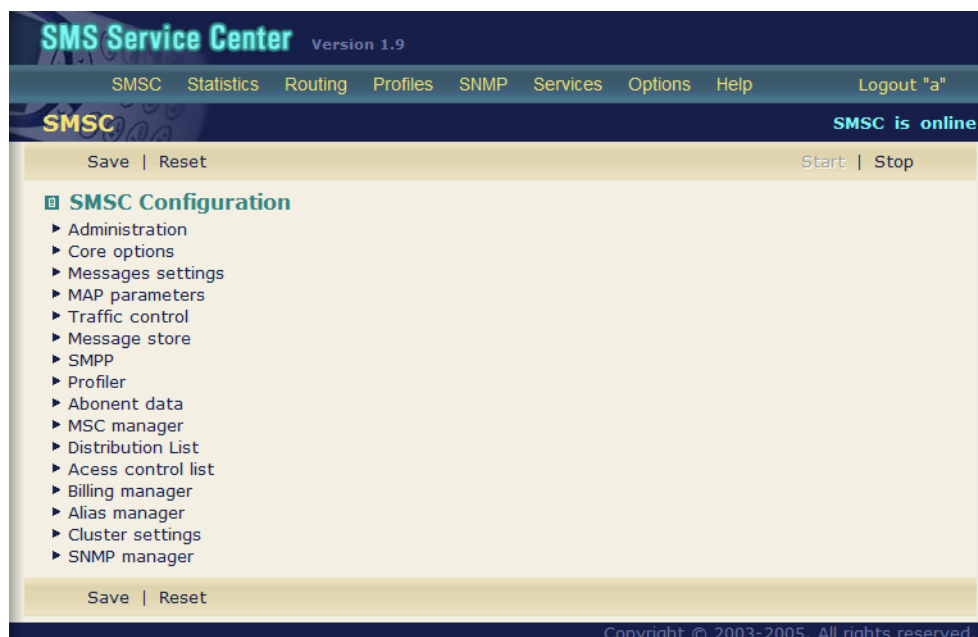 SMS Service Center Version 1.9
SMSC Statistics Routing Profiles SNMP Services Options Help Logout "a"
SMSC SMSC is online
Save | Reset Start | Stop
SMSC Configuration
Administration
Core options
Messages settings
MAP parameters
Traffic control
Message store
SMPP
Profiler
Abonent data
MSC manager
Distribution List
Acess control list
Billing manager
Alias manager
Cluster settings
SNMP manager
Save | Reset
Copyright © 2003-2005. All rights reserved